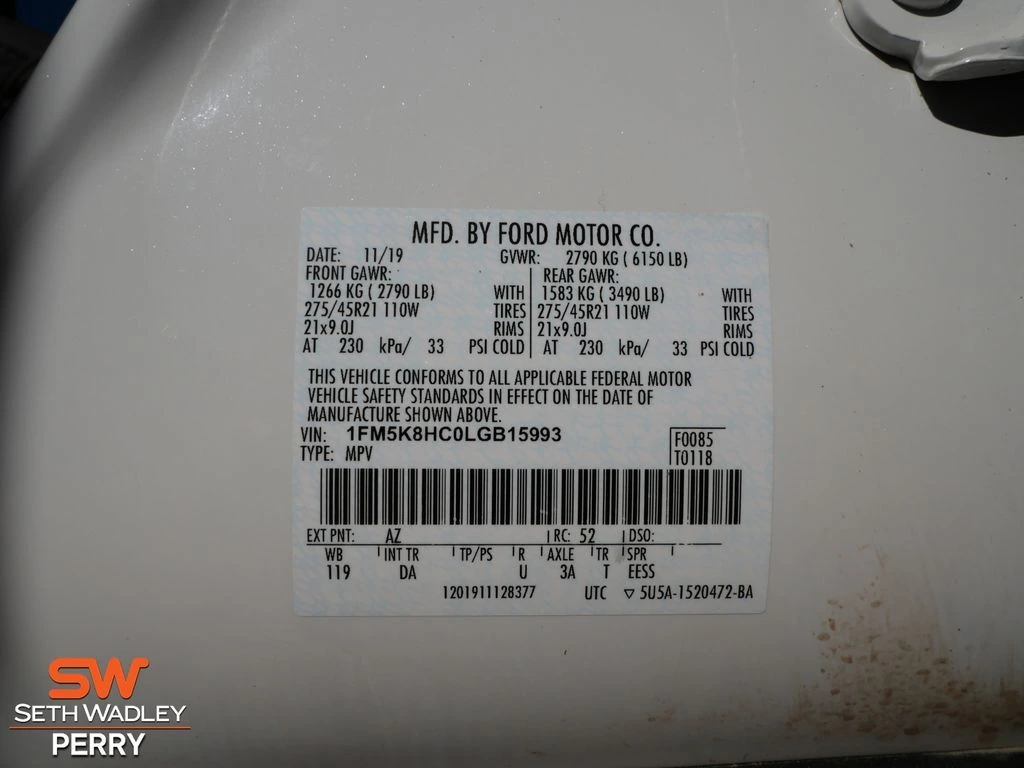 MFD. BY FORD MOTOR CO.
DATE: 11/19 GVWR: 2790 KG ( 6150 LB)
FRONT GAWR: REAR GAWR:
1266 KG ( 2790 LB) WITH 1583 KG ( 3490 LB) WITH
275/45R21 110W TIRES 275/45R21 110W TIRES
21x9.0J RIMS 21x9.0J RIMS
AT 230 kPa/ 33 PSI COLD AT 230 kPa/ 33 PSI COLD
THIS VEHICLE CONFORMS TO ALL APPLICABLE FEDERAL MOTOR
VEHICLE SAFETY STANDARDS IN EFFECT ON THE DATE OF
MANUFACTURE SHOWN ABOVE.
VIN: 1FM5K8HC0LGB15993 F0085
TYPE: MPV T0118
EXT PNT: AZ RC: 52 DSO:
WB INT TR TP/PS R AXLE TR SPR
119 DA U 3A T EESS
1201911128377 UTC ▽ 5U5A-1520472-BA
SW
SETH WADLEY
PERRY